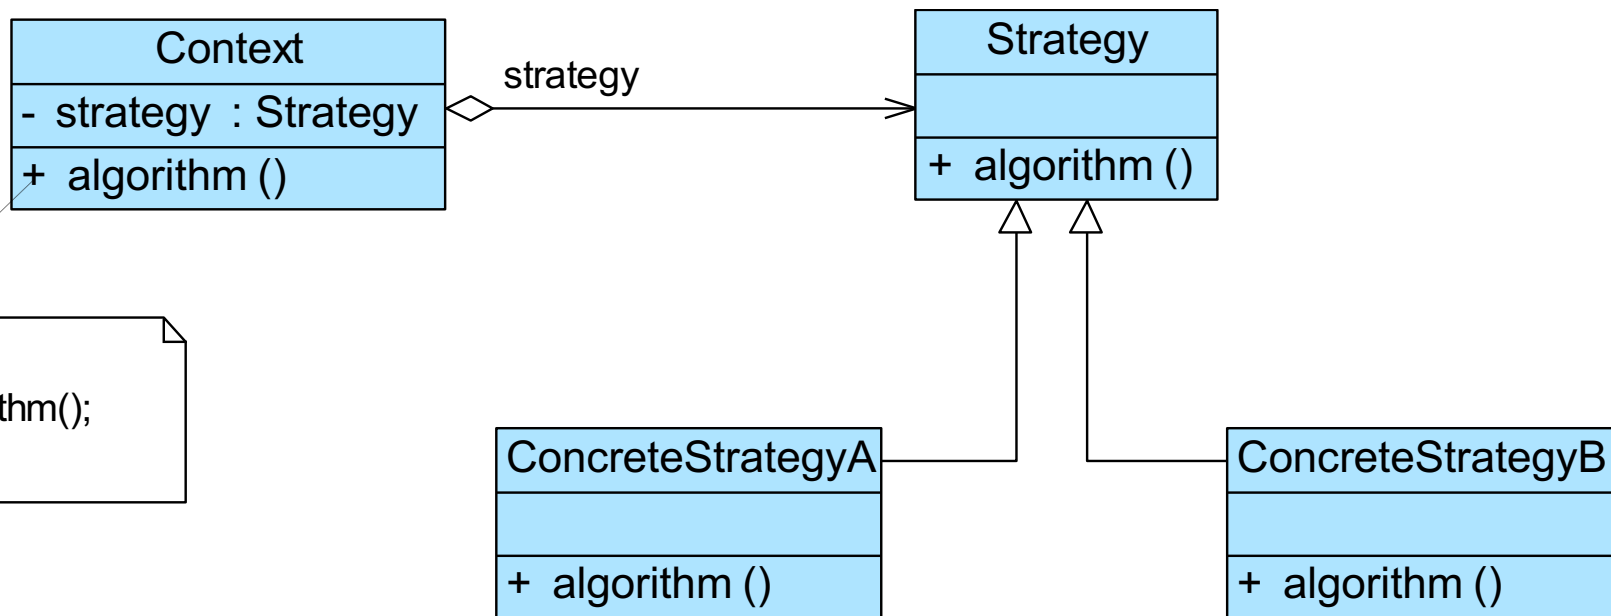 Context
- strategy : Strategy
+ algorithm ()
strategy
Strategy
+ algorithm ()
thm();
ConcreteStrategyA
+ algorithm ()
ConcreteStrategyB
+ algorithm ()